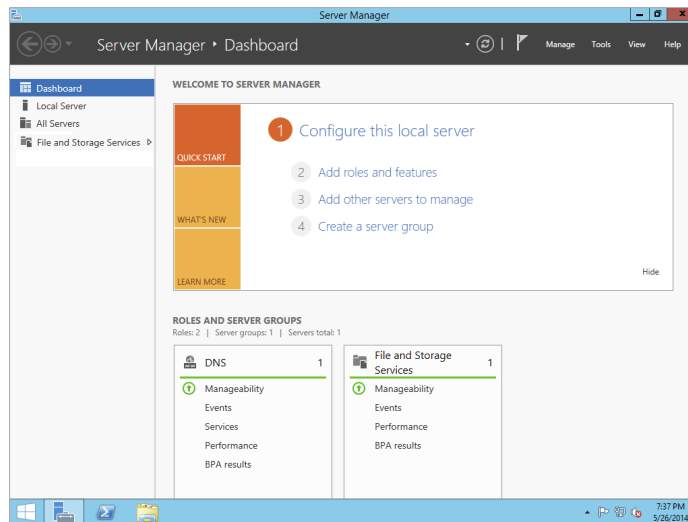 Server Manager
Server Manager • Dashboard
Manage Tools View Help
Dashboard
Local Server
All Servers
File and Storage Services
WELCOME TO SERVER MANAGER
QUICK START
WHAT'S NEW
LEARN MORE
1 Configure this local server
2 Add roles and features
3 Add other servers to manage
4 Create a server group
Hide
ROLES AND SERVER GROUPS
Roles: 2 | Server groups: 1 | Servers total: 1
DNS 1
Manageability
Events
Services
Performance
BPA results
File and Storage
Services 1
Manageability
Events
Performance
BPA results
7:37 PM
5/26/2014